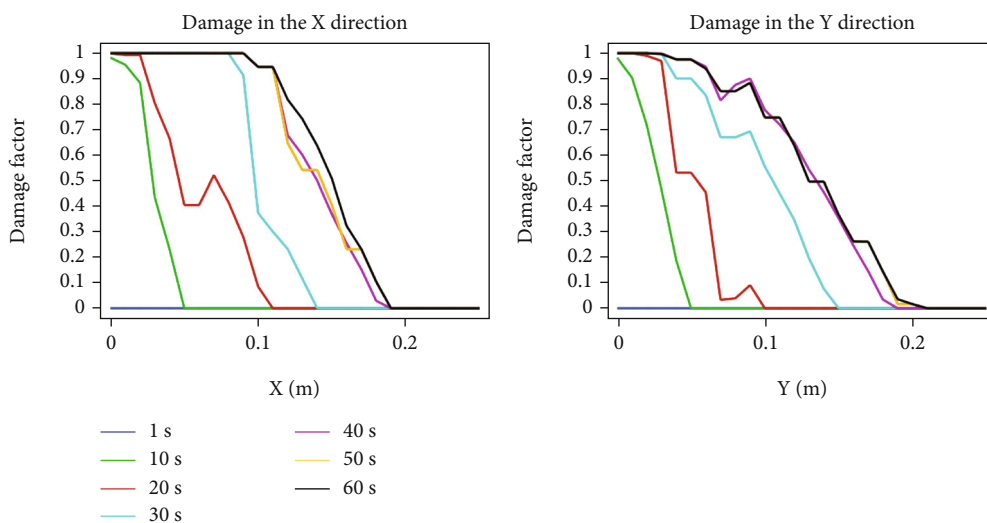 Damage in the X direction
Damage factor
1
0.9
0.8
0.7
0.6
0.5
0.4
0.3
0.2
0.1
0
0
0.1
0.2
X (m)
Damage in the Y direction
Damage factor
1
0.9
0.8
0.7
0.6
0.5
0.4
0.3
0.2
0.1
0
0
0.1
0.2
Y (m)
1 s
10 s
20 s
30 s
40 s
50 s
60 s